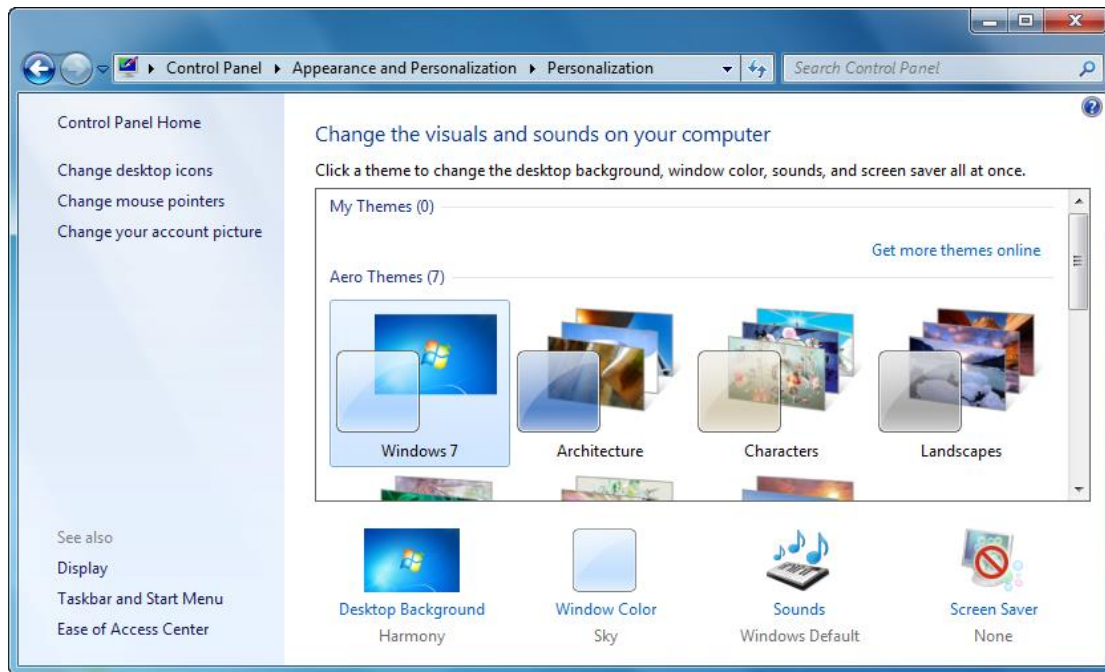 Control Panel ▸ Appearance and Personalization ▸ Personalization
Search Control Panel
Control Panel Home
Change desktop icons
Change mouse pointers
Change your account picture
See also
Display
Taskbar and Start Menu
Ease of Access Center
Change the visuals and sounds on your computer
Click a theme to change the desktop background, window color, sounds, and screen saver all at once.
My Themes (0)
Get more themes online
Aero Themes (7)
Windows 7
Architecture
Characters
Landscapes
Desktop Background
Harmony
Window Color
Sky
Sounds
Windows Default
Screen Saver
None